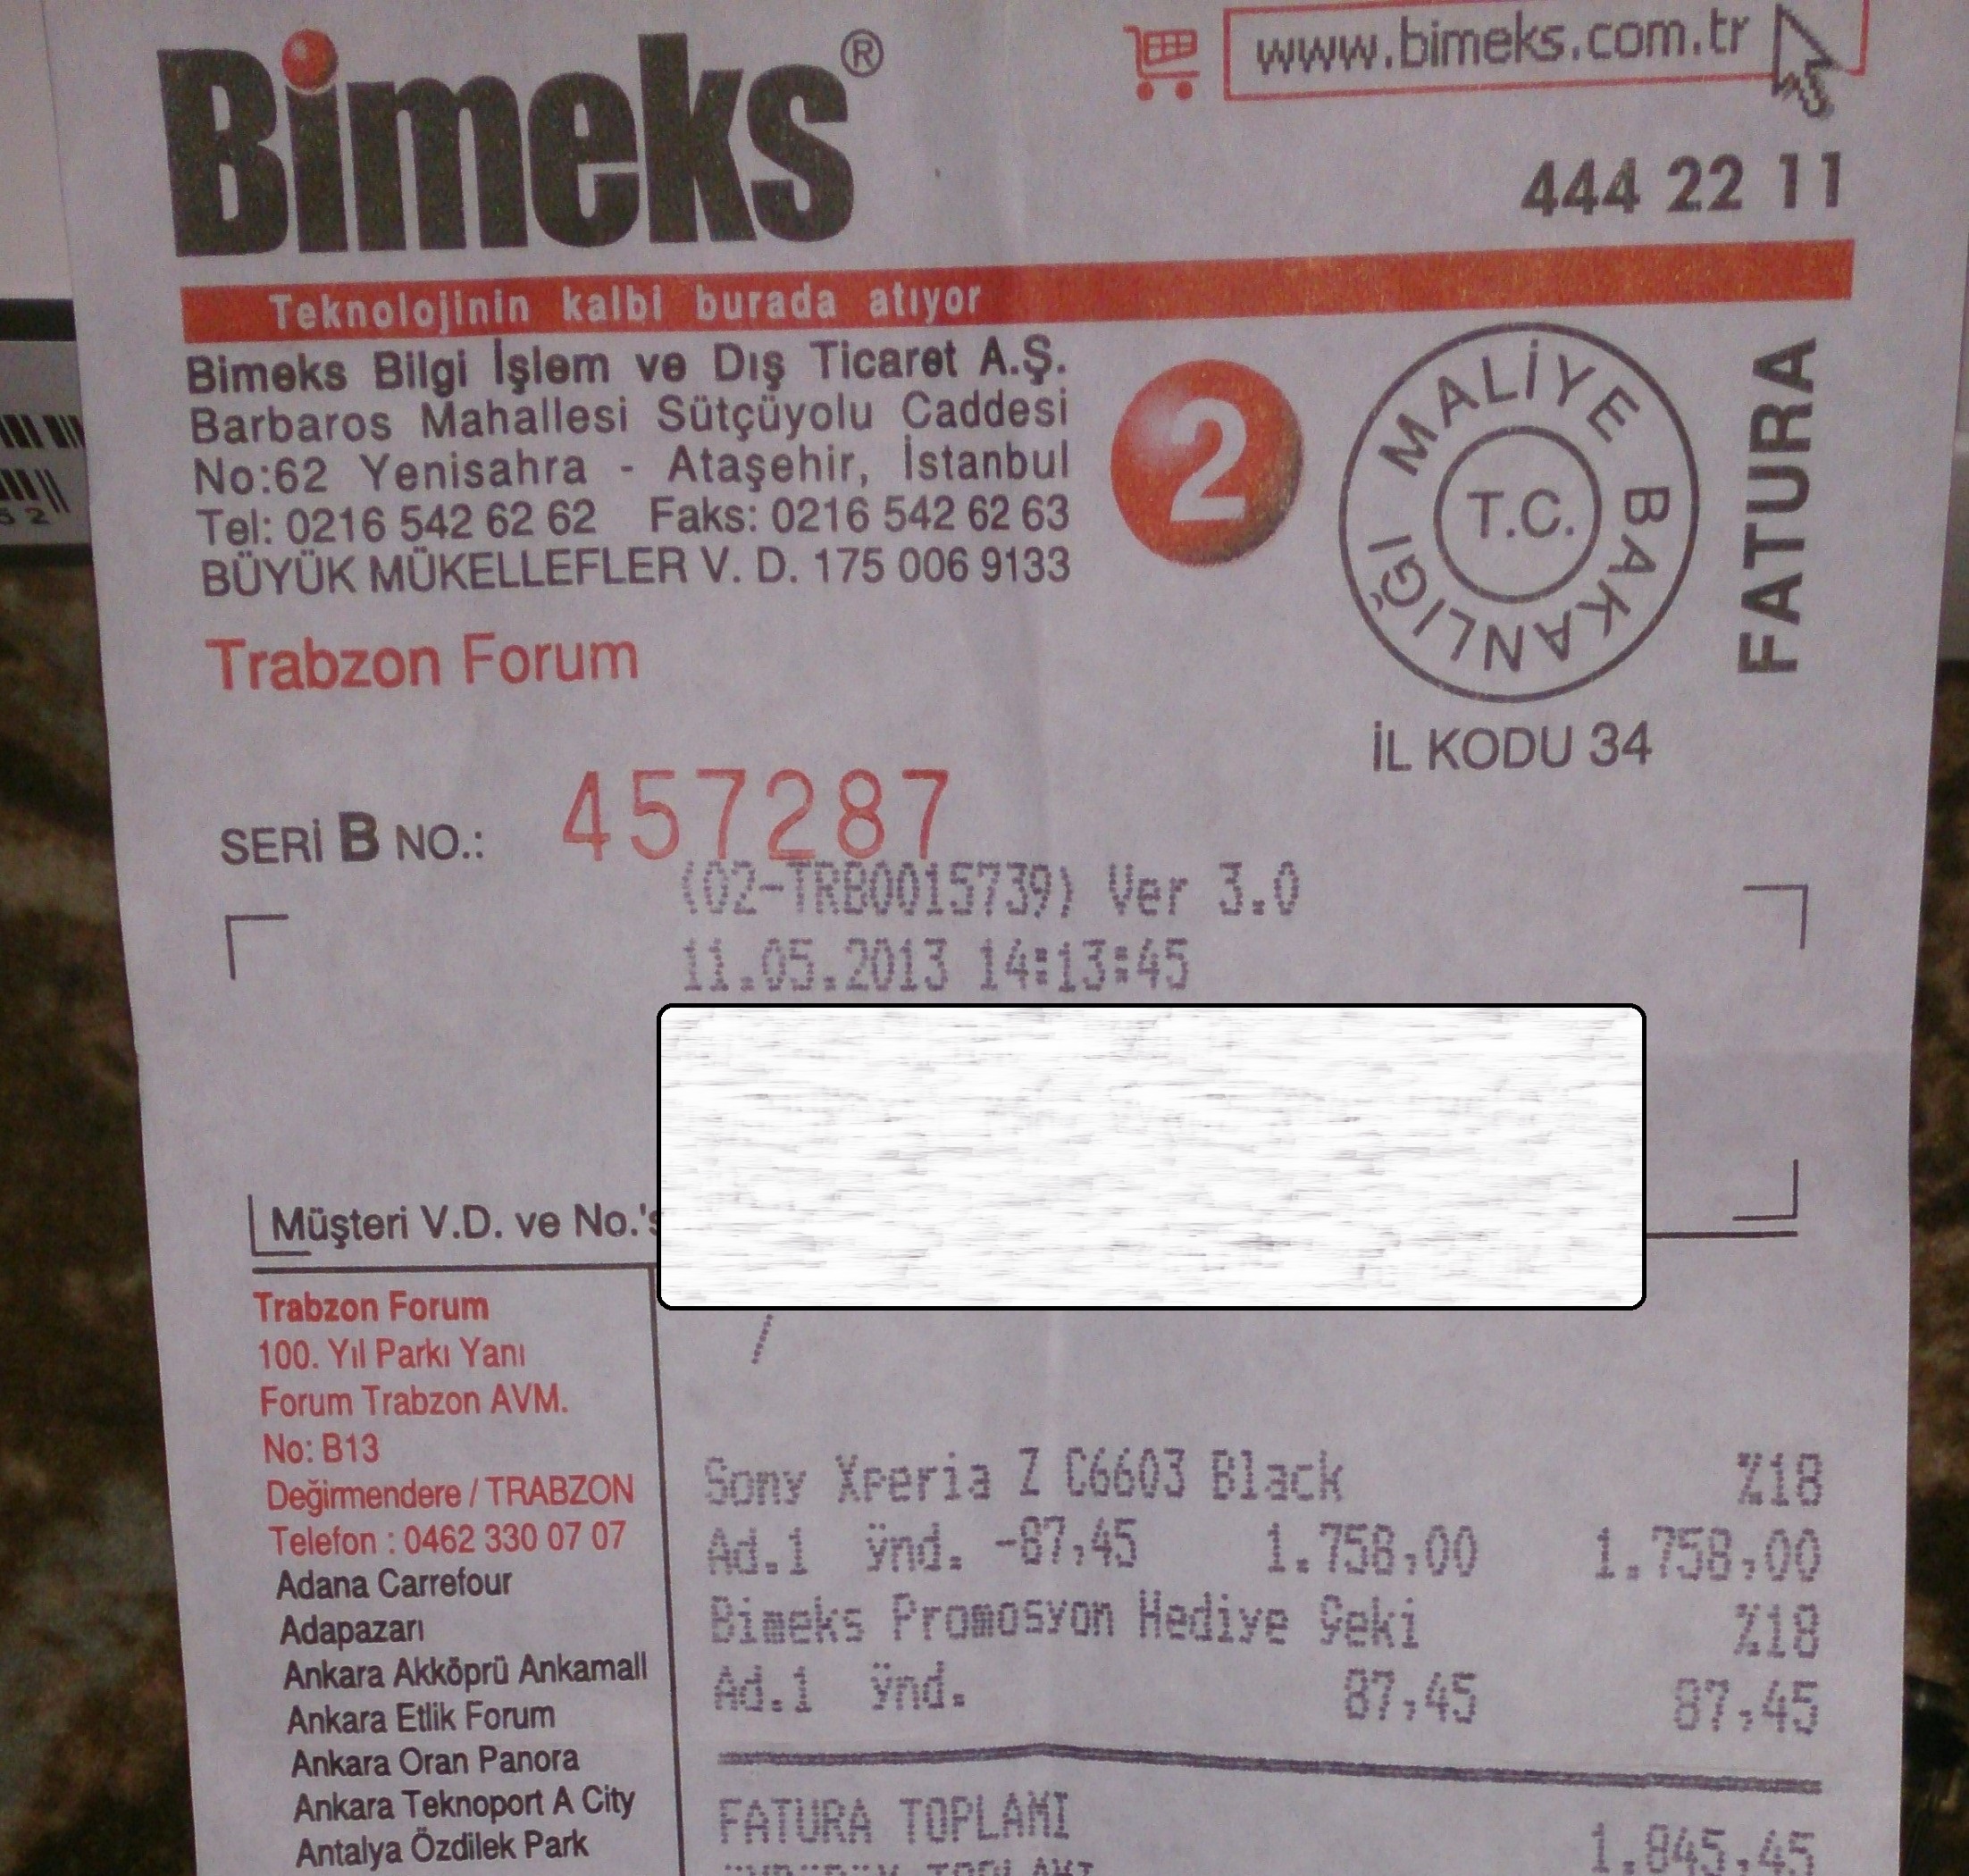 Bimeks®
www.bimeks.com.tr
444 22 11
Teknolojinin kalbi burada atıyor
Bimeks Bilgi İşlem ve Dış Ticaret A.Ş.
Barbaros Mahallesi Sütçüyolu Caddesi
No:62 Yenisahra - Ataşehir, İstanbul
Tel: 0216 542 62 62 Faks: 0216 542 62 63
BÜYÜK MÜKELLEFLER V. D. 175 006 9133
2
MALİYE BAKANLIĞI
T.C.
FATURA
Trabzon Forum
İL KODU 34
SERİ B NO.: 457287
(02-TRB0015739) Ver 3.0
11.05.2013 14:13:45
Müşteri V.D. ve No.'s
/
Trabzon Forum
100. Yıl Parkı Yanı
Forum Trabzon AVM.
No: B13
Değirmendere / TRABZON
Telefon : 0462 330 07 07
Adana Carrefour
Adapazarı
Ankara Akköprü Ankamall
Ankara Etlik Forum
Ankara Oran Panora
Ankara Teknoport A City
Antalya Özdilek Park
Sony Xperia Z C6603 Black %18
Ad.1 ÿnd. -87,45 1.758,00 1.758,00
Bimeks Promosyon Hediye Çeki %18
Ad.1 ÿnd. 87,45 87,45
FATURA TOPLAMI 1.845,45